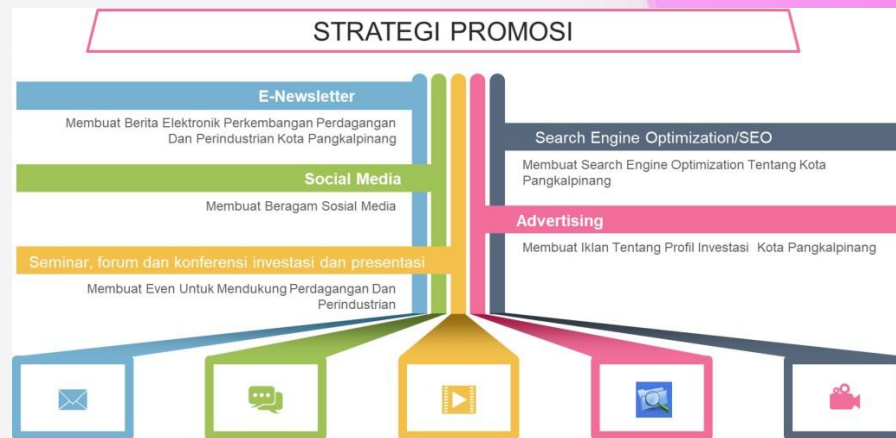 STRATEGI PROMOSI
E-Newsletter
Membuat Berita Elektronik Perkembangan Perdagangan
Dan Perindustrian Kota Pangkalpinang
Social Media
Membuat Beragam Sosial Media
Seminar, forum dan konferensi investasi dan presentasi
Membuat Even Untuk Mendukung Perdagangan Dan
Perindustrian
Search Engine Optimization/SEO
Membuat Search Engine Optimization Tentang Kota
Pangkalpinang
Advertising
Membuat Iklan Tentang Profil Investasi Kota Pangkalpinang